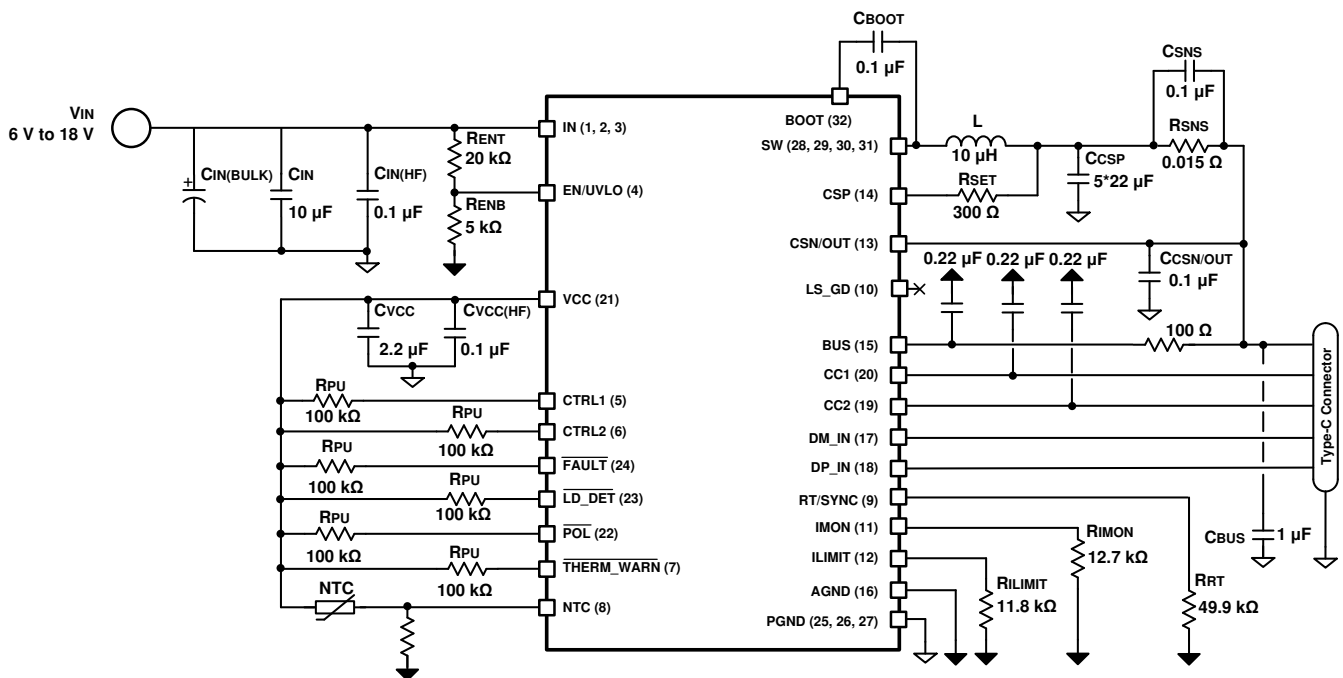 CBOOT
0.1 µF
CSNS
0.1 µF
VIN
6 V to 18 V
IN (1, 2, 3)
BOOT (32)
SW (28, 29, 30, 31)
L
10 µH
RSNS
0.015 Ω
CIN(BULK)
CIN
10 µF
CIN(HF)
0.1 µF
RENT
20 kΩ
EN/UVLO (4)
RENB
5 kΩ
CSP (14)
RSET
300 Ω
CCSP
5*22 µF
CSN/OUT (13)
0.22 µF
0.22 µF
0.22 µF
CCSN/OUT
0.1 µF
LS_GD (10)
VCC (21)
CVCC
2.2 µF
CVCC(HF)
0.1 µF
BUS (15)
100 Ω
CC1 (20)
CC2 (19)
DM_IN (17)
DP_IN (18)
Type-C Connector
RPU
100 kΩ
CTRL1 (5)
RPU
100 kΩ
CTRL2 (6)
100 kΩ
FAULT (24)
RPU
100 kΩ
LD_DET (23)
RPU
100 kΩ
POL (22)
RPU
100 kΩ
THERM_WARN (7)
NTC
NTC (8)
RT/SYNC (9)
IMON (11)
RIMON
12.7 kΩ
CBUS
1 µF
ILIMIT (12)
RILIMIT
11.8 kΩ
RRT
49.9 kΩ
AGND (16)
PGND (25, 26, 27)
RPU